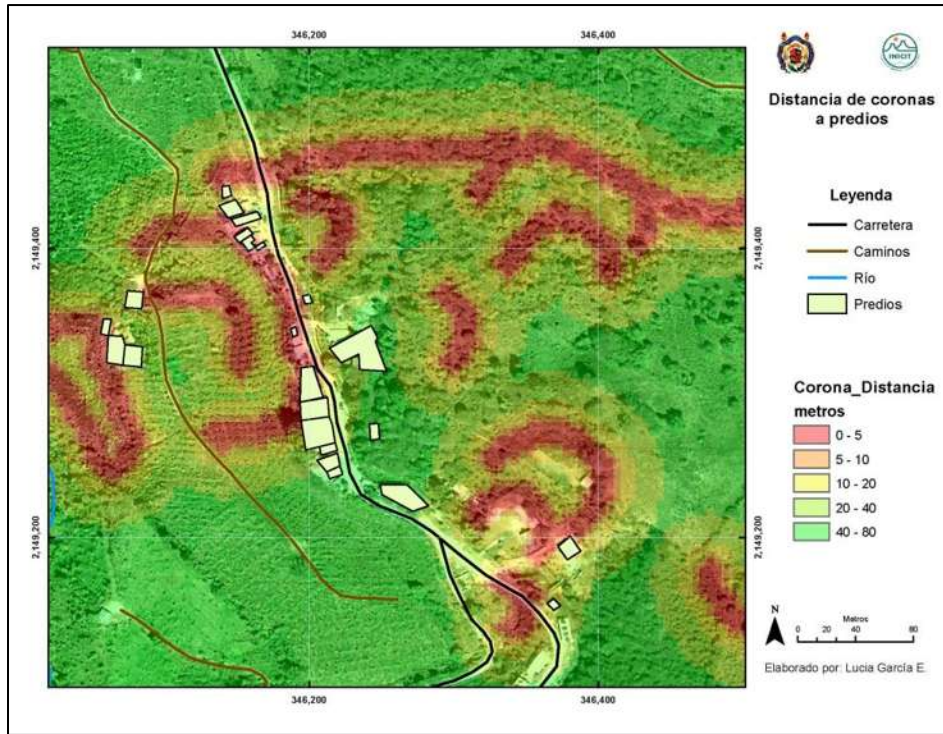 346,200
346,400
INICIT
Distancia de coronas
a predios
Leyenda
Carretera
Caminos
Río
Predios
2,149,400
2,149,400
Corona_Distancia
metros
0 - 5
5 - 10
10 - 20
20 - 40
40 - 80
2,149,200
2,149,200
N
Metros
0 20 40 80
Elaborado por: Lucia García E.
346,200
346,400